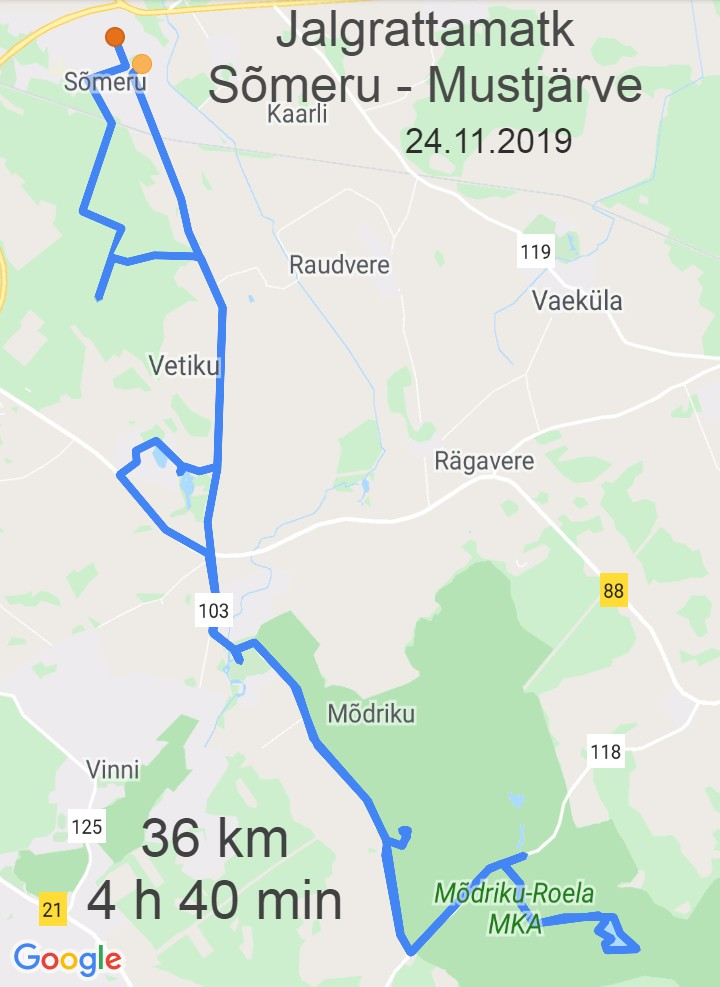 Jalgrattamatk
Sõmeru - Mustjärve
24.11.2019
Sõmeru
Kaarli
Raudvere
119
Vaeküla
Vetiku
Rägavere
88
103
Mõdriku
118
Vinni
125
36 km
4 h 40 min
21
Mõdriku-Roela
MKA
Google